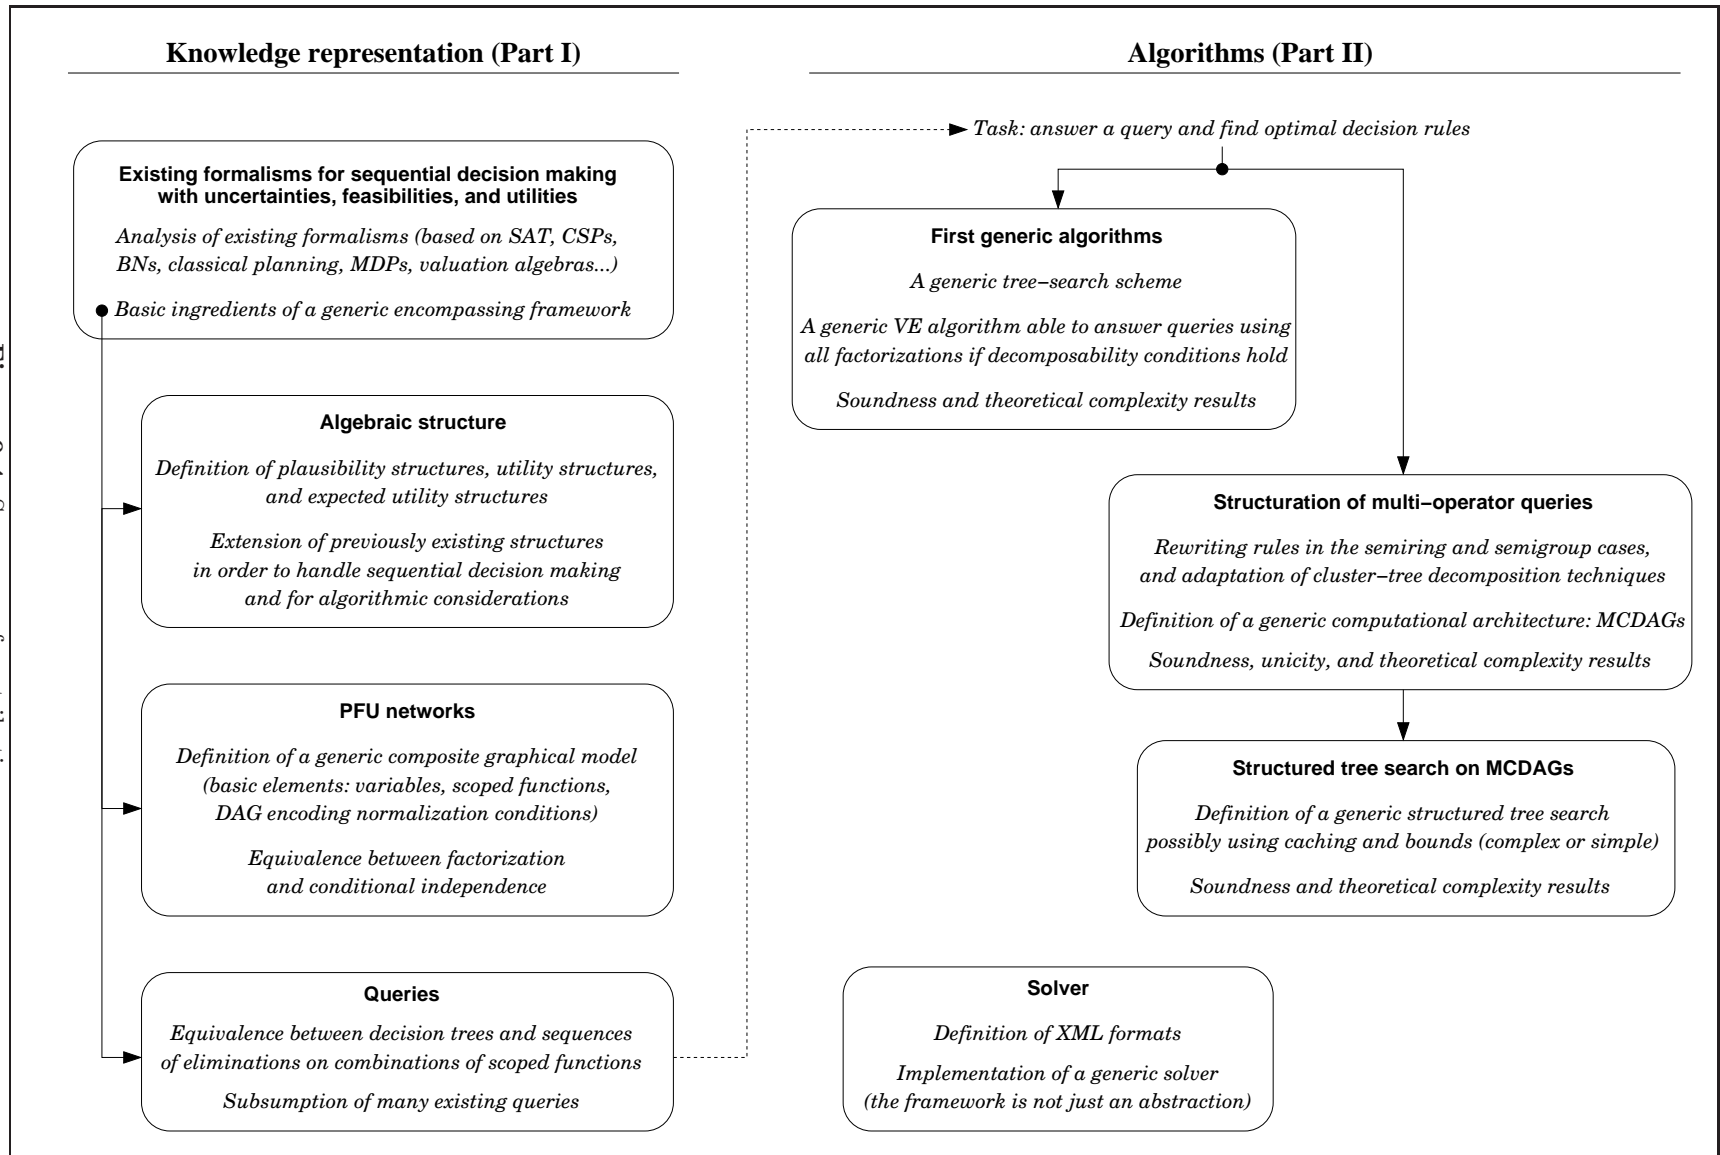 Knowledge representation (Part I)
Existing formalisms for sequential decision making
with uncertainties, feasibilities, and utilities
Analysis of existing formalisms (based on SAT, CSPs,
BNs, classical planning, MDPs, valuation algebras...)
Basic ingredients of a generic encompassing framework
Algebraic structure
Definition of plausibility structures, utility structures,
and expected utility structures
Extension of previously existing structures
in order to handle sequential decision making
and for algorithmic considerations
PFU networks
Definition of a generic composite graphical model
(basic elements: variables, scoped functions,
DAG encoding normalization conditions)
Equivalence between factorization
and conditional independence
Queries
Equivalence between decision trees and sequences
of eliminations on combinations of scoped functions
Subsumption of many existing queries
Algorithms (Part II)
Task: answer a query and find optimal decision rules
First generic algorithms
A generic tree−search scheme
A generic VE algorithm able to answer queries using
all factorizations if decomposability conditions hold
Soundness and theoretical complexity results
Structuration of multi−operator queries
Rewriting rules in the semiring and semigroup cases,
and adaptation of cluster−tree decomposition techniques
Definition of a generic computational architecture: MCDAGs
Soundness, unicity, and theoretical complexity results
Structured tree search on MCDAGs
Definition of a generic structured tree search
possibly using caching and bounds (complex or simple)
Soundness and theoretical complexity results
Solver
Definition of XML formats
Implementation of a generic solver
(the framework is not just an abstraction)